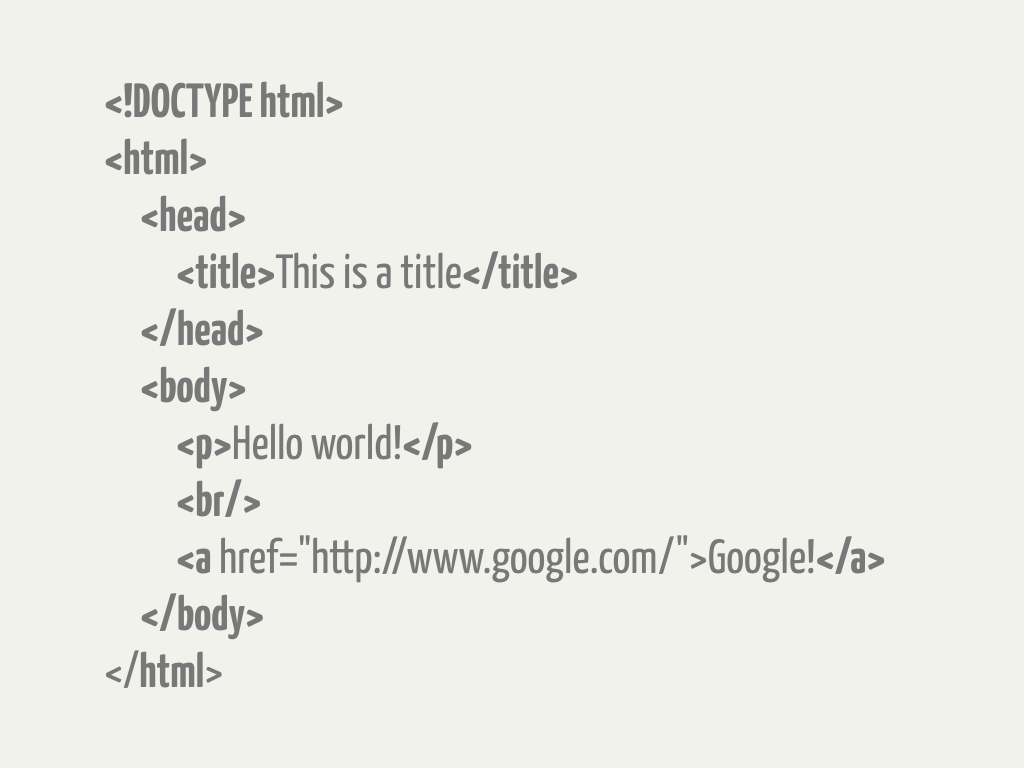 <!DOCTYPE html>
<html>
<head>
<title>This is a title</title>
</head>
<body>
<p>Hello world!</p>
<br/>
<a href="http://www.google.com/">Google!</a>
</body>
</html>